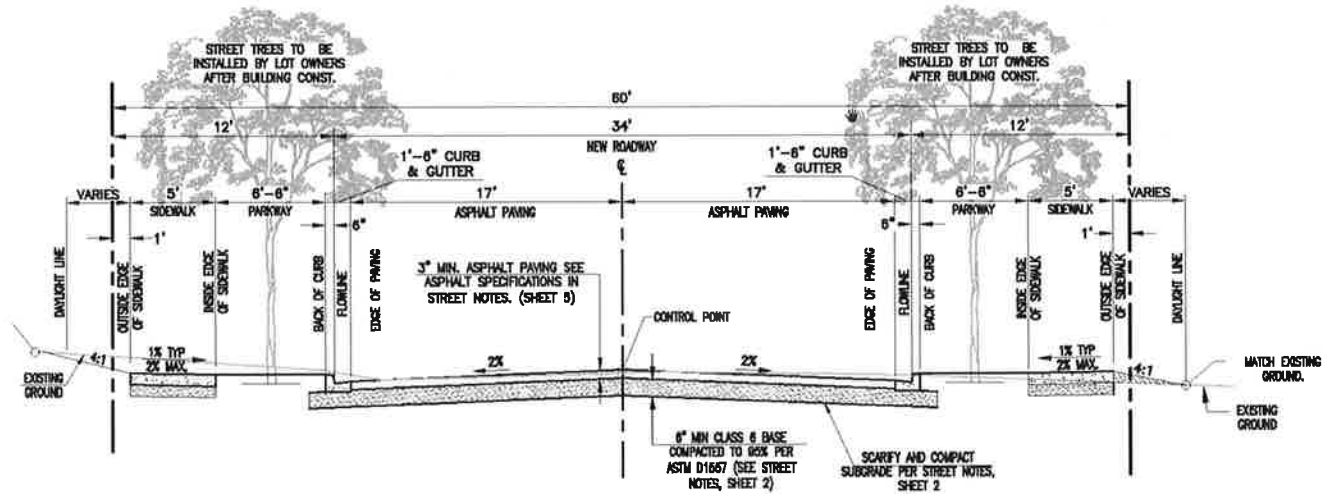 STREET TREES TO BE
INSTALLED BY LOT OWNERS
AFTER BUILDING CONST.
STREET TREES TO BE
INSTALLED BY LOT OWNERS
AFTER BUILDING CONST.
60'
12'
34'
12'
NEW ROADWAY
℄
1'-6" CURB
& GUTTER
1'-6" CURB
& GUTTER
VARIES
5'
6'-6"
17'
17'
6'-6"
5'
VARIES
SIDEWALK
PARKWAY
ASPHALT PAVING
ASPHALT PAVING
PARKWAY
SIDEWALK
1'
6"
6"
1'
DAYLIGHT LINE
OUTSIDE EDGE
OF SIDEWALK
INSIDE EDGE
OF SIDEWALK
BACK OF CURB
FLOWLINE
EDGE OF PAVING
3" MIN. ASPHALT PAVING SEE
ASPHALT SPECIFICATIONS IN
STREET NOTES. (SHEET 5)
CONTROL POINT
EDGE OF PAVING
FLOWLINE
BACK OF CURB
INSIDE EDGE
OF SIDEWALK
OUTSIDE EDGE
OF SIDEWALK
DAYLIGHT LINE
4:1
1% TYP
2% MAX.
2%
2%
1% TYP
2% MAX.
4:1
EXISTING
GROUND
MATCH EXISTING
GROUND.
EXISTING
GROUND
6" MIN CLASS 6 BASE
COMPACTED TO 95% PER
ASTM D1557 (SEE STREET
NOTES, SHEET 2)
SCARIFY AND COMPACT
SUBGRADE PER STREET NOTES,
SHEET 2